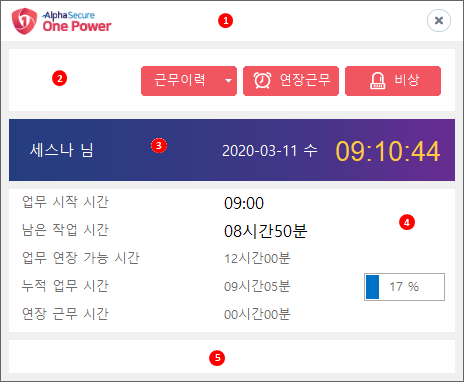 AlphaSecure
One Power
1
2
근무이력
연장근무
비상
세스나 님
3
2020-03-11 수
09:10:44
업무 시작 시간 09:00
남은 작업 시간 08시간50분
4
업무 연장 가능 시간 12시간00분
누적 업무 시간 09시간05분 17 %
연장 근무 시간 00시간00분
5